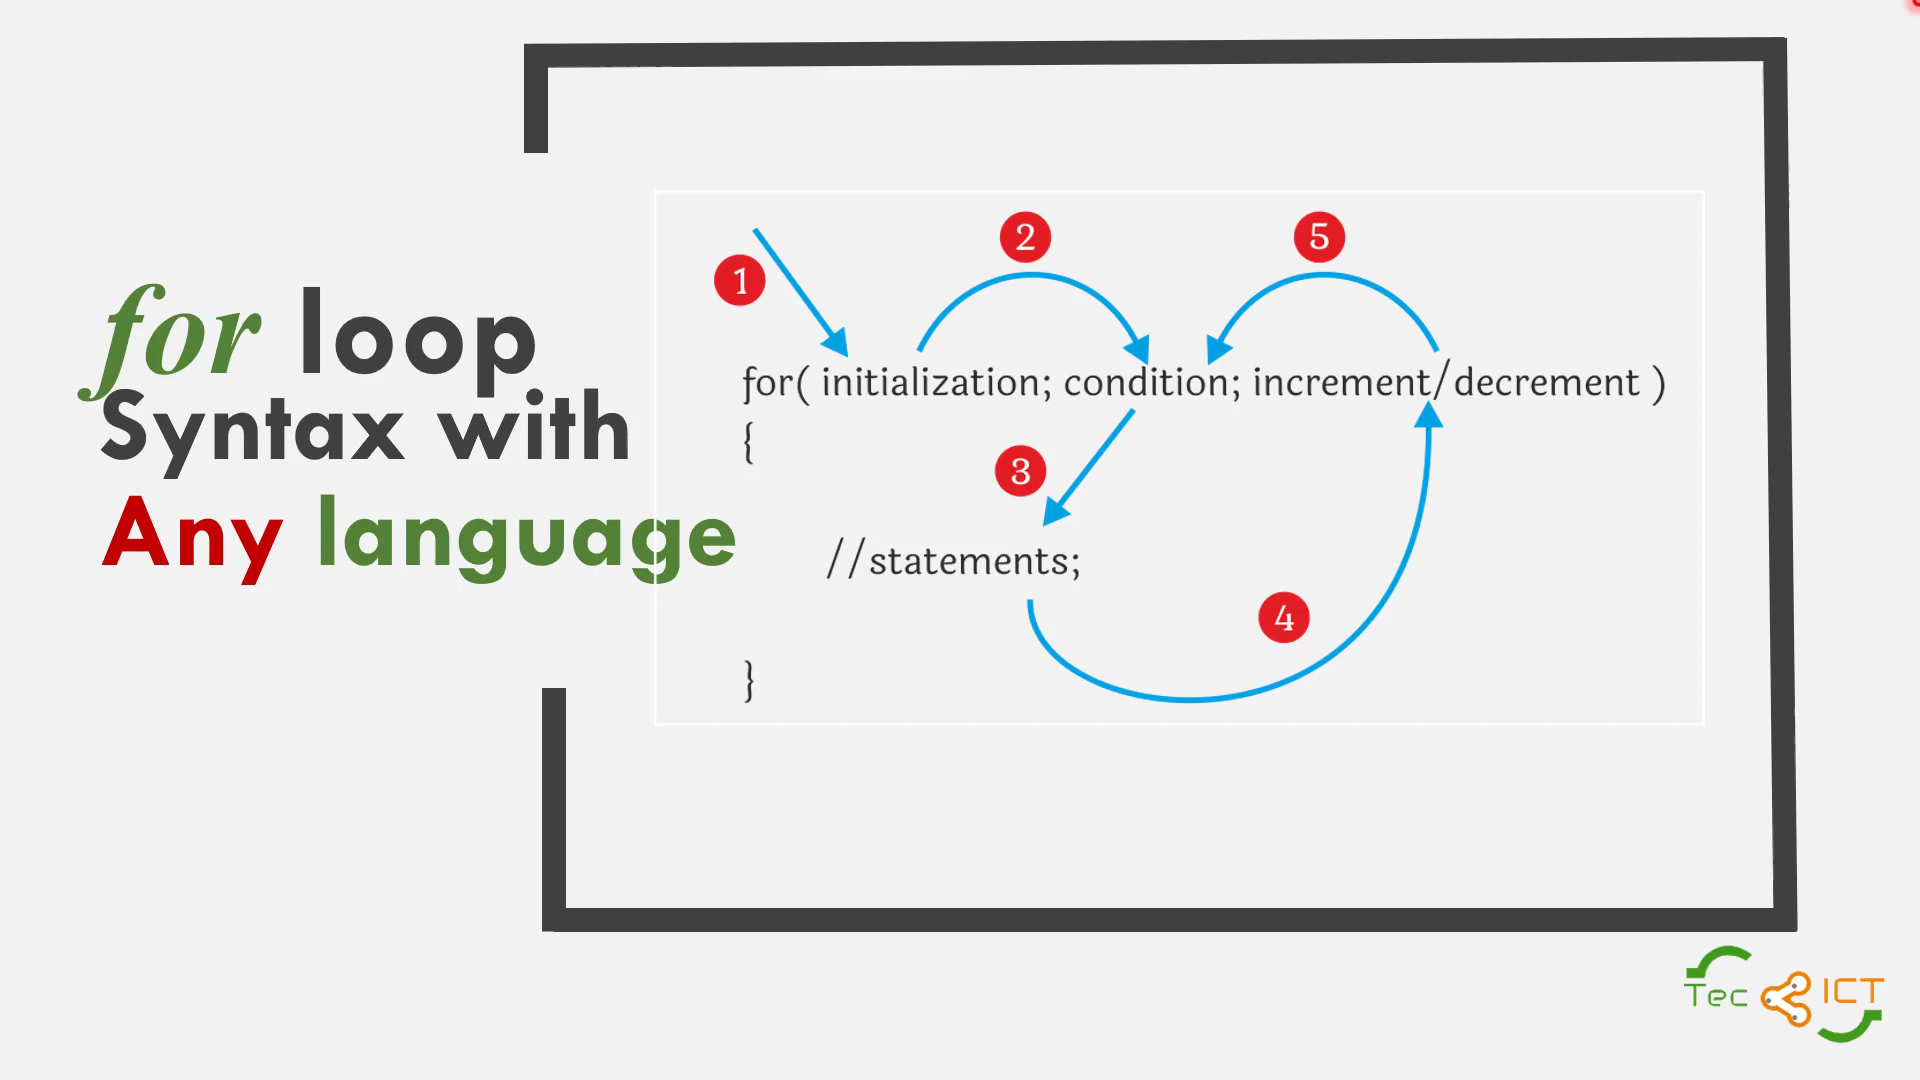 for loop
Syntax with
Any language
1
2
5
for( initialization; condition; increment/decrement )
{
3
//statements;
4
}
Tec ICT